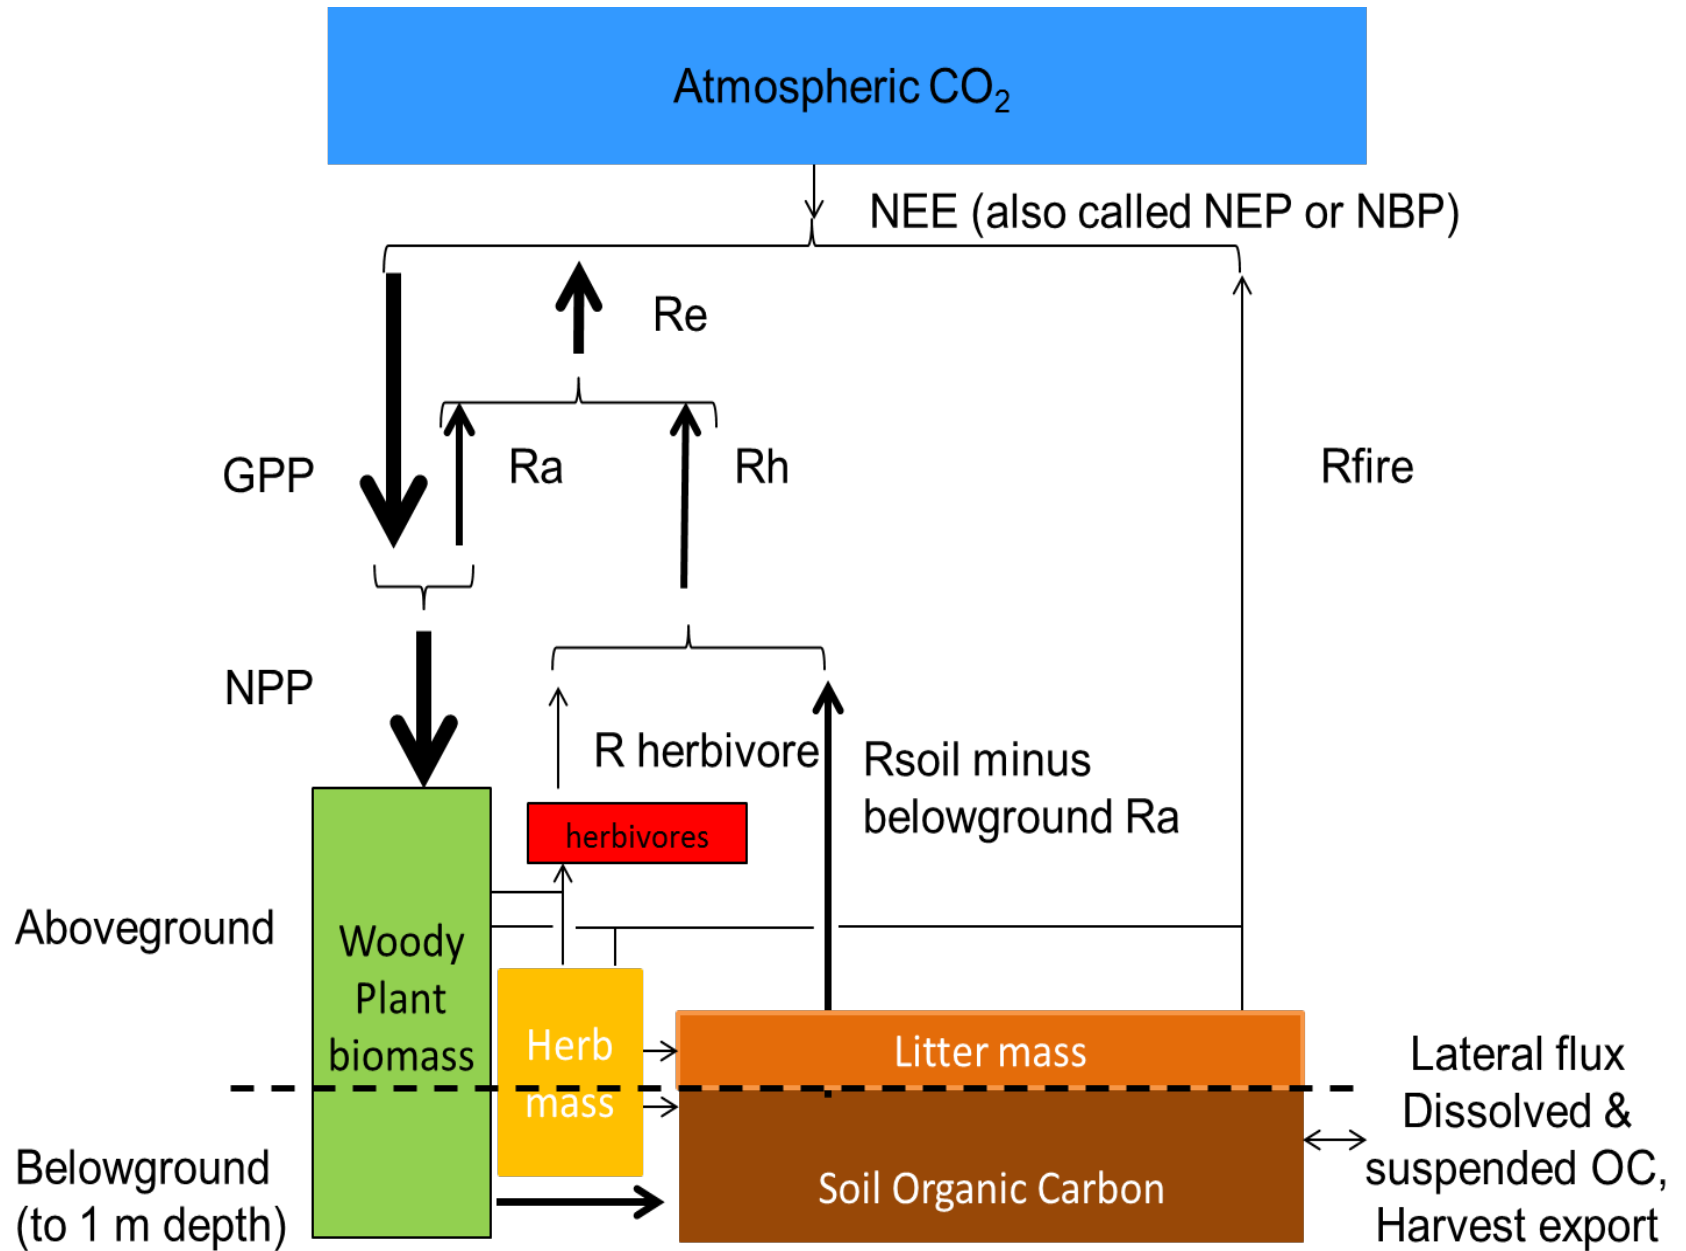 Atmospheric CO₂
NEE (also called NEP or NBP)
Re
GPP
Ra
Rh
Rfire
NPP
R herbivore
Rsoil minus
belowground Ra
herbivores
Aboveground
Woody
Plant
biomass
Herb
mass
Litter mass
Soil Organic Carbon
Belowground
(to 1 m depth)
Lateral flux
Dissolved &
suspended OC,
Harvest export